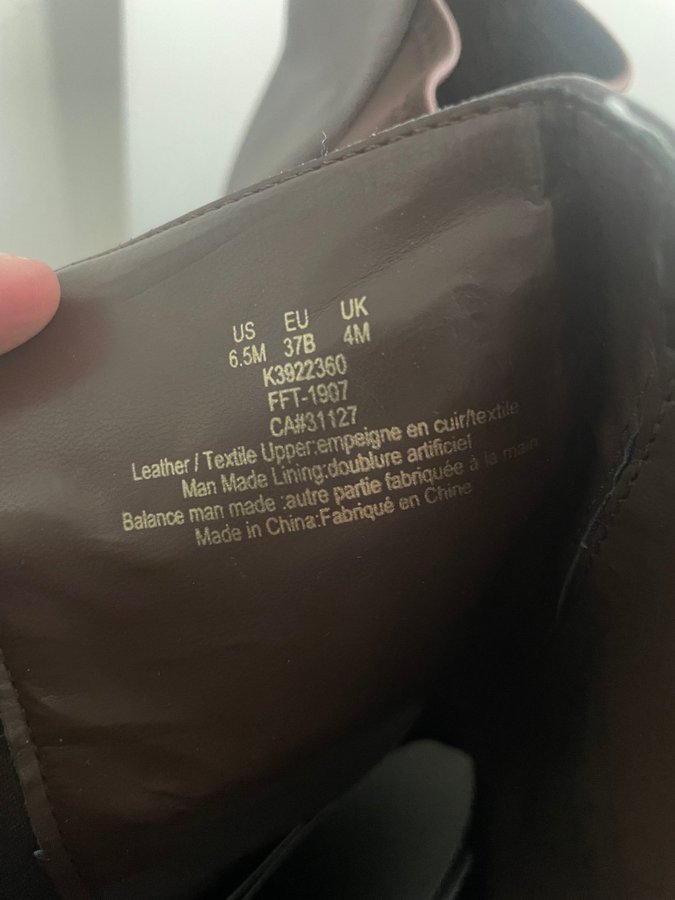 US EU UK
6.5M 37B 4M
K3922360
FFT-1907
CA#31127
Leather / Textile Upper:empeigne en cuir/textile
Man Made Lining:doublure artificiel
Balance man made :autre partie fabriquée à la main
Made in China:Fabriqué en Chine